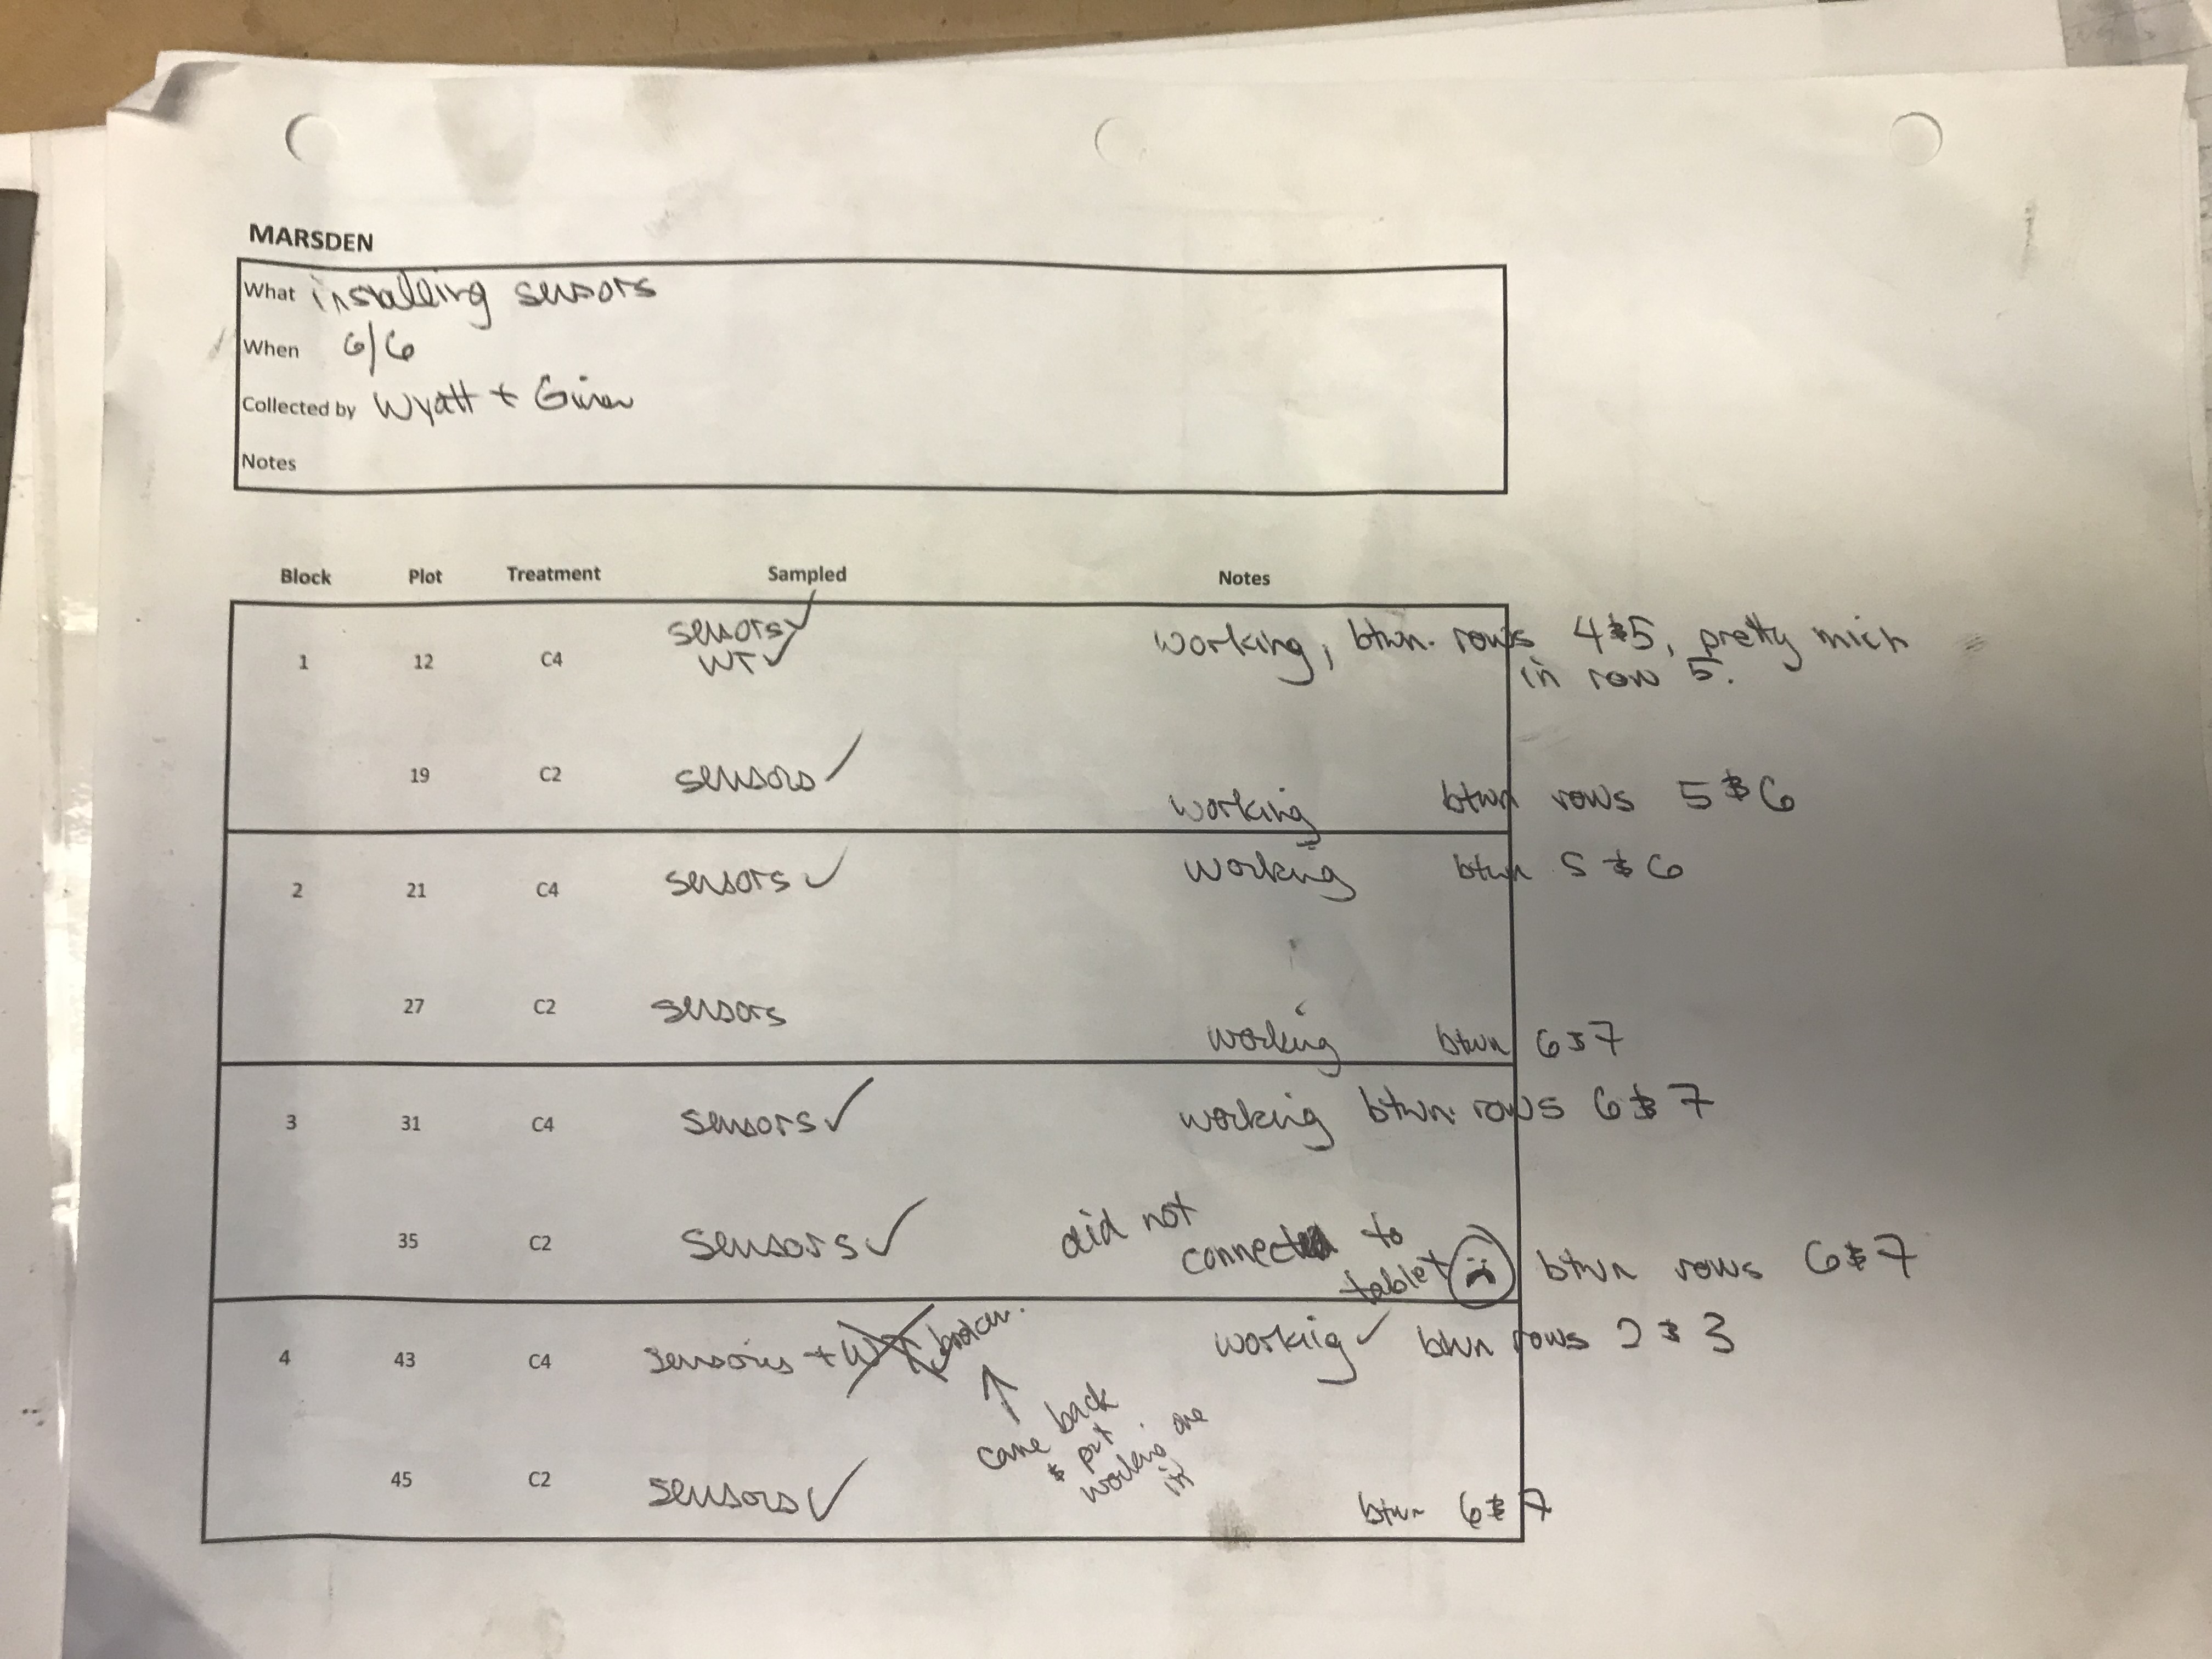 MARSDEN
What installing sensors
When 6/6
Collected by Wyatt +
Notes
Block Plot Treatment Sampled Notes
sensors ✓
1 12 C4 WT ✓ working, btwn. rows 4 & 5, pretty mich
in row 5.
19 C2 sensors ✓ working btwn rows 5 & 6
2 21 C4 sensors ✓ working btwn 5 & 6
27 C2 sensors working btwn 6 & 7
3 31 C4 sensors ✓ working btwn. rows 6 & 7
35 C2 sensors ✓ did not
connect to
tablet btwn rows 6 & 7
4 43 C4 sensors + WT broken. working ✓ btwn rows 2 & 3
↑
came back
& put
working one
in
45 C2 sensors ✓ btwn 6 & 7